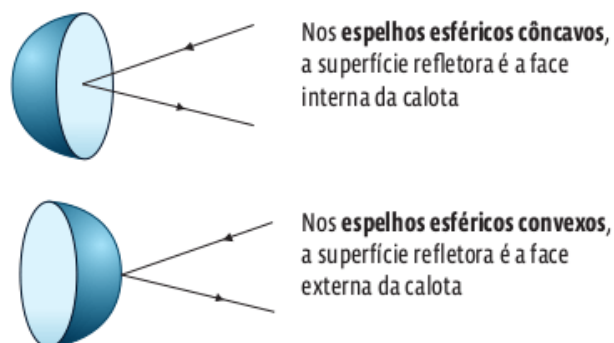 Nos espelhos esféricos côncavos,
a superfície refletora é a face
interna da calota
Nos espelhos esféricos convexos,
a superfície refletora é a face
externa da calota